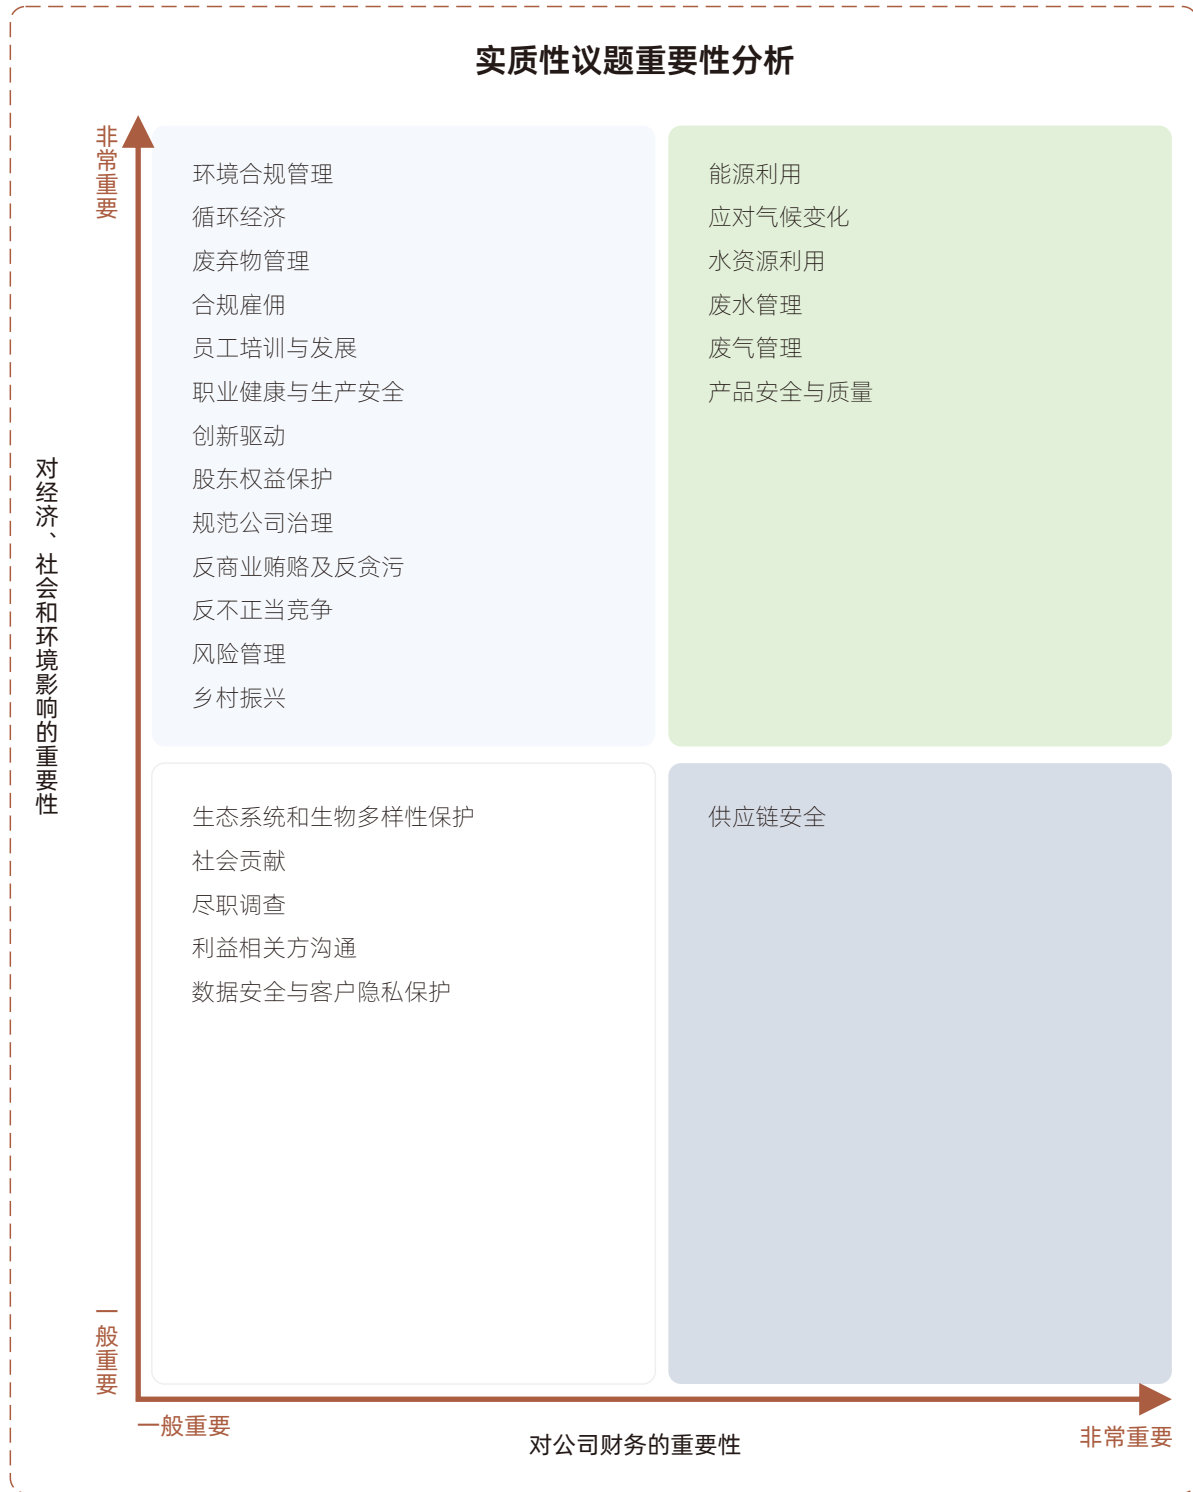 实质性议题重要性分析
非常重要
对经济、社会和环境影响的重要性
环境合规管理
循环经济
废弃物管理
合规雇佣
员工培训与发展
职业健康与生产安全
创新驱动
股东权益保护
规范公司治理
反商业贿赂及反贪污
反不正当竞争
风险管理
乡村振兴
能源利用
应对气候变化
水资源利用
废水管理
废气管理
产品安全与质量
生态系统和生物多样性保护
社会贡献
尽职调查
利益相关方沟通
数据安全与客户隐私保护
供应链安全
一般重要
一般重要
对公司财务的重要性
非常重要